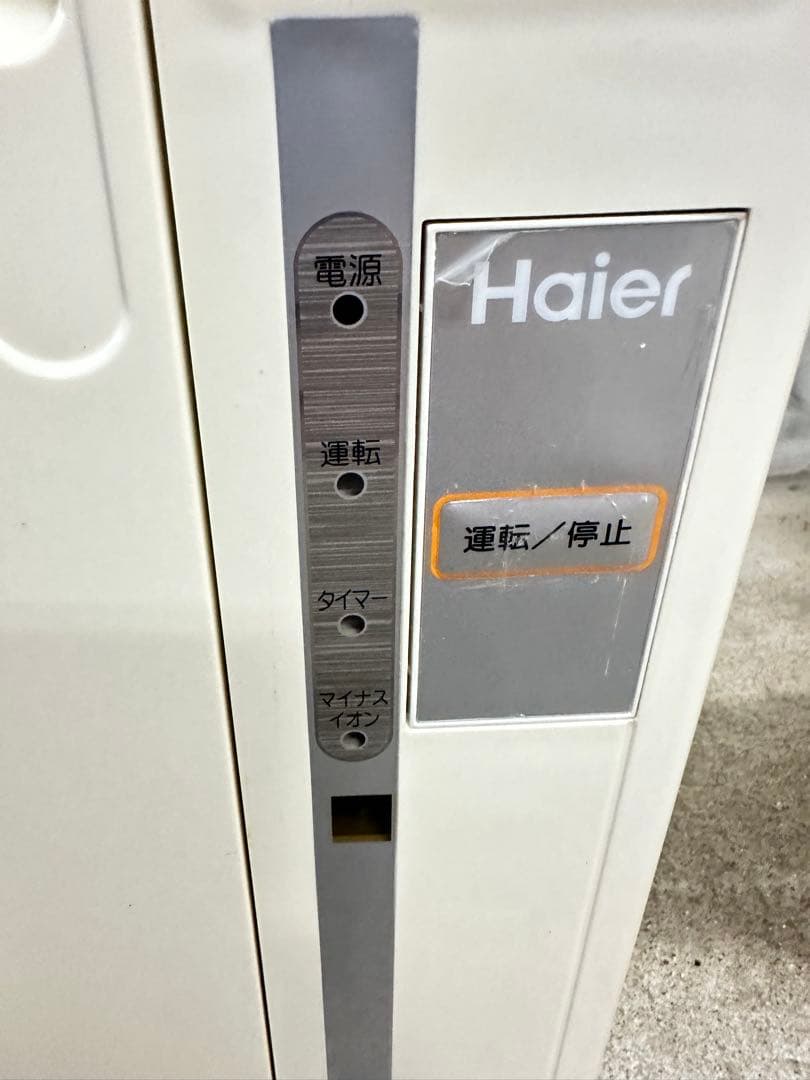 電源
運転
タイマー
マイナス
イオン
Haier
運転／停止